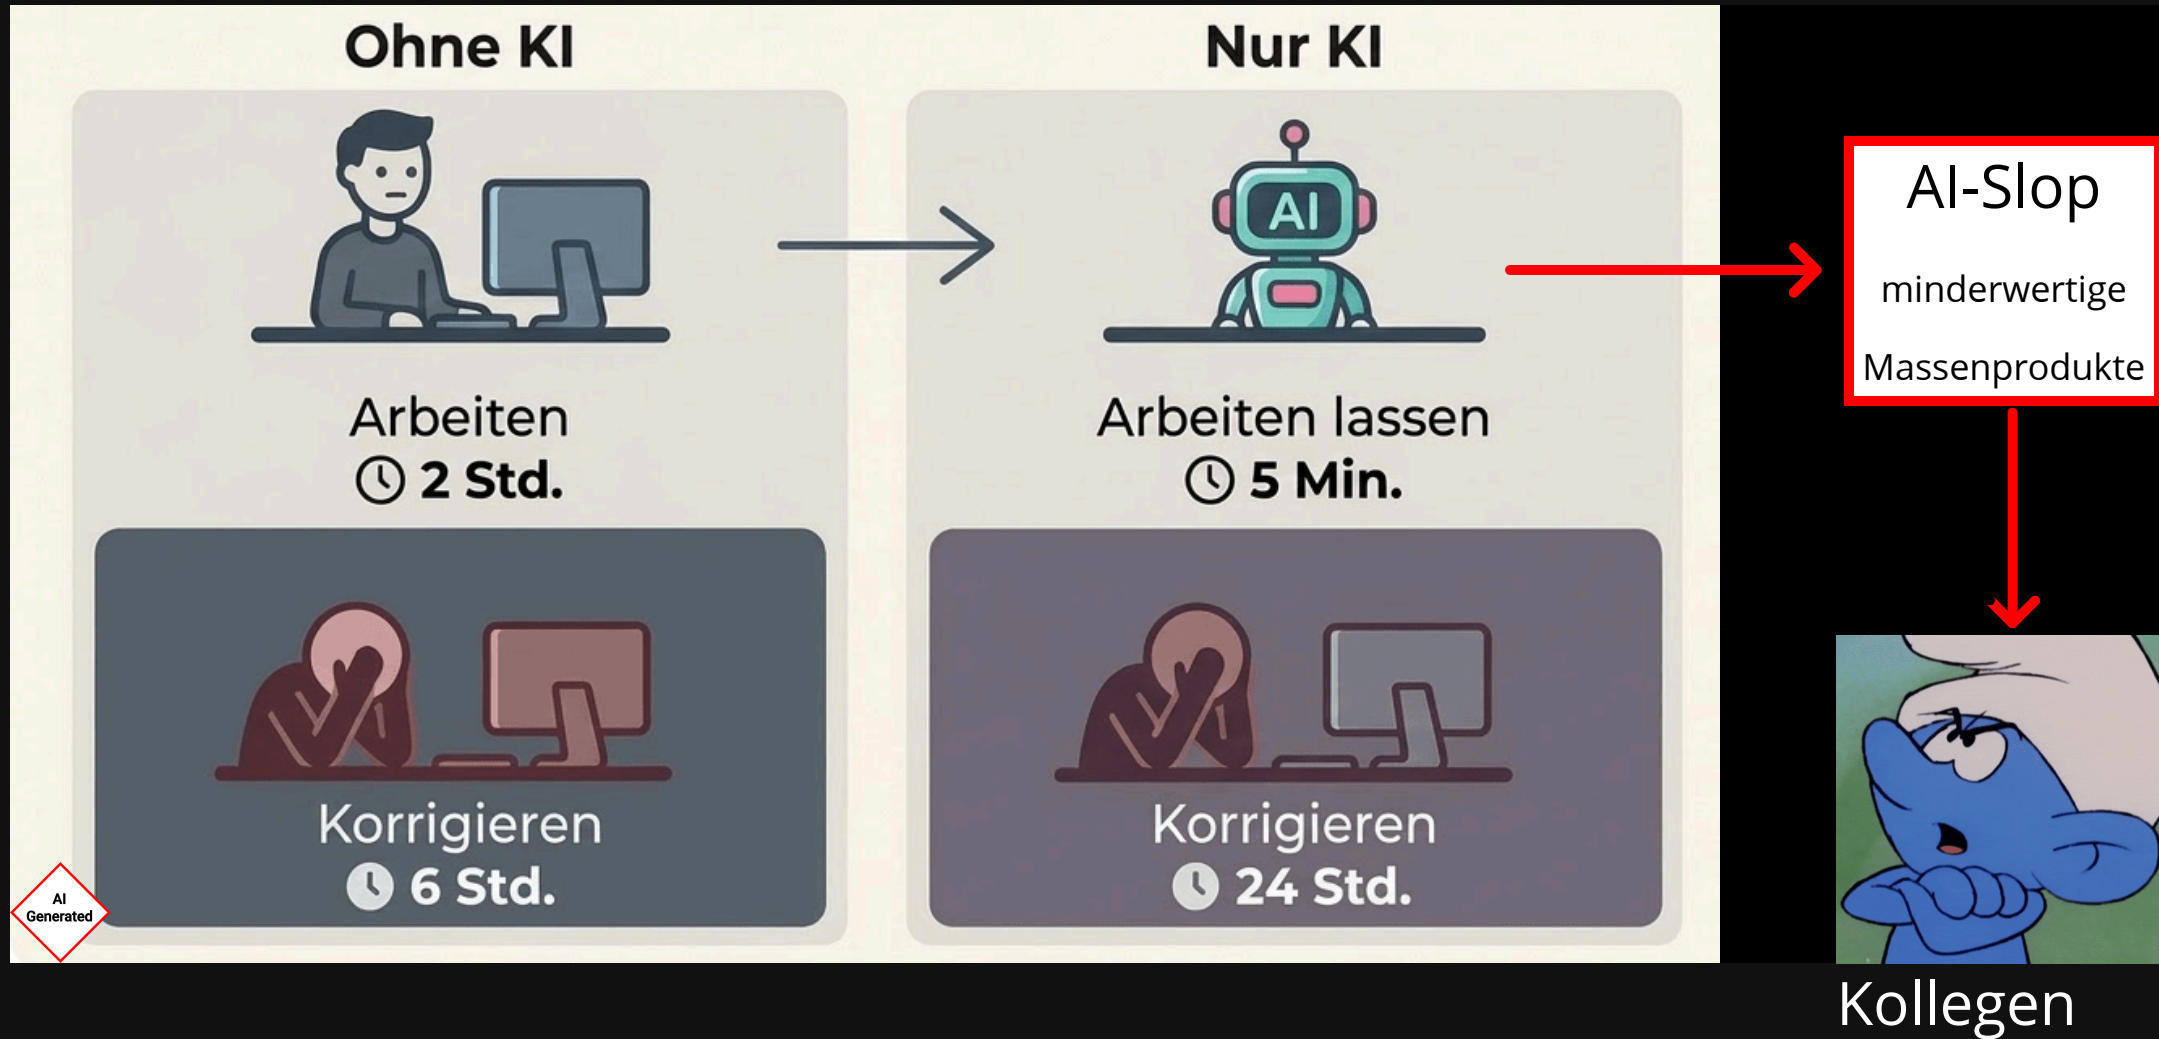 Ohne KI
Arbeiten
2 Std.
Korrigieren
6 Std.
AI
Generated
Nur KI
AI
Arbeiten lassen
5 Min.
Korrigieren
24 Std.
AI-Slop
minderwertige
Massenprodukte
Kollegen